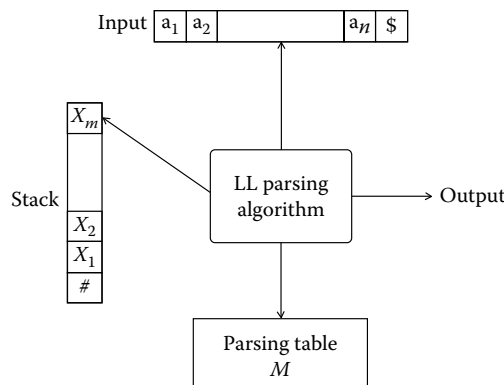 Input a₁ a₂ aₙ $
Xₘ
LL parsing
algorithm
Output
Stack
X₂
X₁
#
Parsing table
M